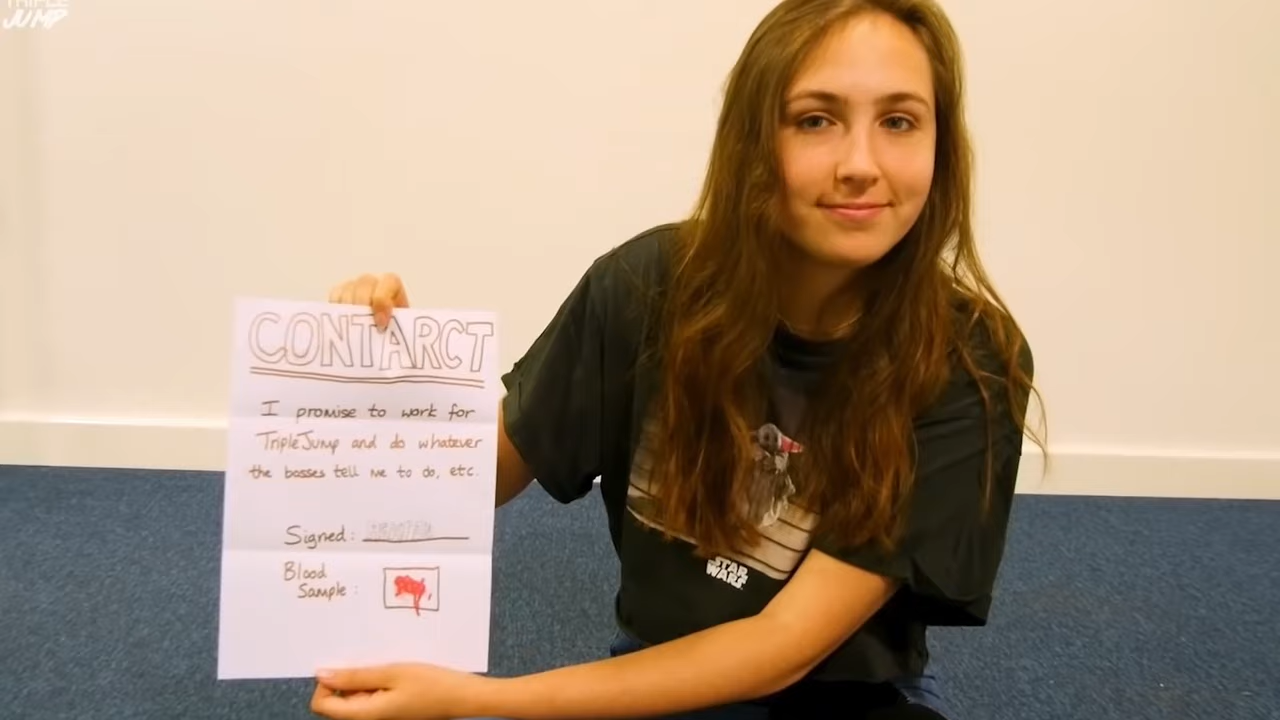 TRIPLE
JUMP
CONTARCT
I promise to work for
TripleJump and do whatever
the bosses tell me to do, etc.
Signed:
Blood
Sample:
STAR
WARS